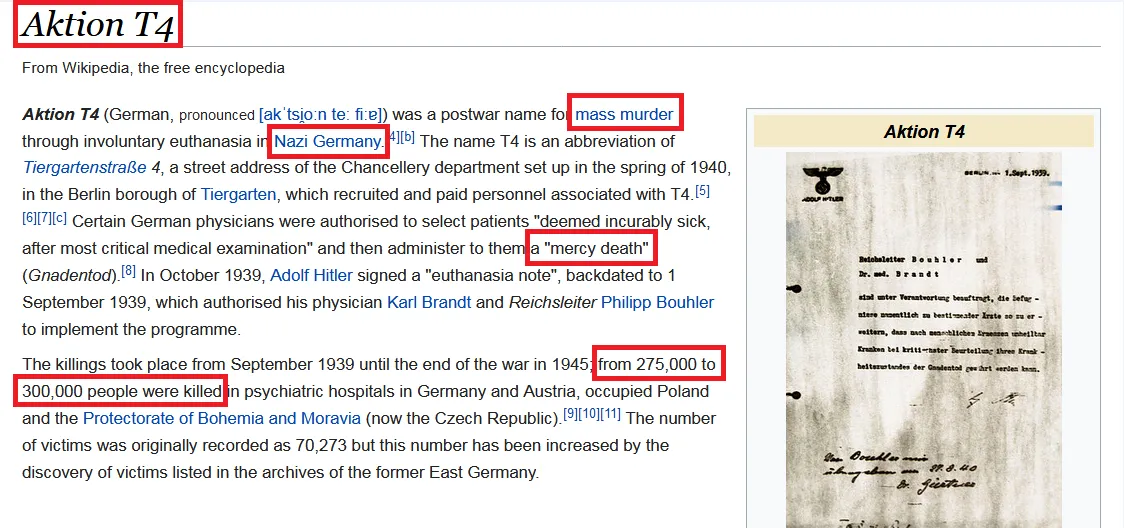 Aktion T4
From Wikipedia, the free encyclopedia
Aktion T4 (German, pronounced [akˈtsi̯oːn teː fiːɐ]) was a postwar name for mass murder
through involuntary euthanasia in Nazi Germany.[4][b] The name T4 is an abbreviation of
Tiergartenstraße 4, a street address of the Chancellery department set up in the spring of 1940,
in the Berlin borough of Tiergarten, which recruited and paid personnel associated with T4.[5]
[6][7][c] Certain German physicians were authorised to select patients "deemed incurably sick,
after most critical medical examination" and then administer to them a "mercy death"
(Gnadentod).[8] In October 1939, Adolf Hitler signed a "euthanasia note", backdated to 1
September 1939, which authorised his physician Karl Brandt and Reichsleiter Philipp Bouhler
to implement the programme.
The killings took place from September 1939 until the end of the war in 1945; from 275,000 to
300,000 people were killed in psychiatric hospitals in Germany and Austria, occupied Poland
and the Protectorate of Bohemia and Moravia (now the Czech Republic).[9][10][11] The number
of victims was originally recorded as 70,273 but this number has been increased by the
discovery of victims listed in the archives of the former East Germany.
Aktion T4
ADOLF HITLER
BERLIN, 1.Sept.1939.
Reichsleiter Bouhler und
Dr. med. Brandt
sind unter Verantwortung beauftragt, die Befug -
nisse namentlich zu bestimmender Ärzte so zu er -
weitern, dass nach menschlichem Ermessen unheilbar
Kranken bei kritischster Beurteilung ihres Krank -
heitszustandes der Gnadentod gewährt werden kann.
Von Bouhler mir
übergeben am 27.8.40
Dr. Gürtner